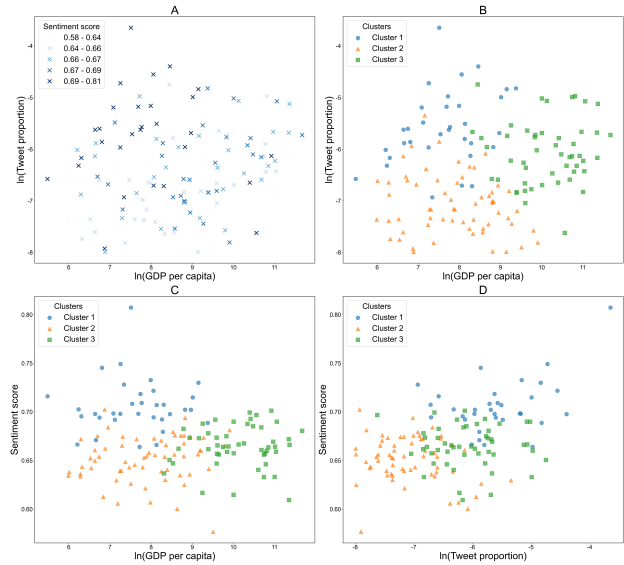 A
ln(Tweet proportion)
Sentiment score
0.58 - 0.64
0.64 - 0.66
0.66 - 0.67
0.67 - 0.69
0.69 - 0.81
-4
-5
-6
-7
-8
6 7 8 9 10 11
ln(GDP per capita)
B
ln(Tweet proportion)
Clusters
Cluster 1
Cluster 2
Cluster 3
-4
-5
-6
-7
-8
6 7 8 9 10 11
ln(GDP per capita)
C
Sentiment score
Clusters
Cluster 1
Cluster 2
Cluster 3
0.80
0.75
0.70
0.65
0.60
6 7 8 9 10 11
ln(GDP per capita)
D
Sentiment score
Clusters
Cluster 1
Cluster 2
Cluster 3
0.80
0.75
0.70
0.65
0.60
-8 -7 -6 -5 -4
ln(Tweet proportion)